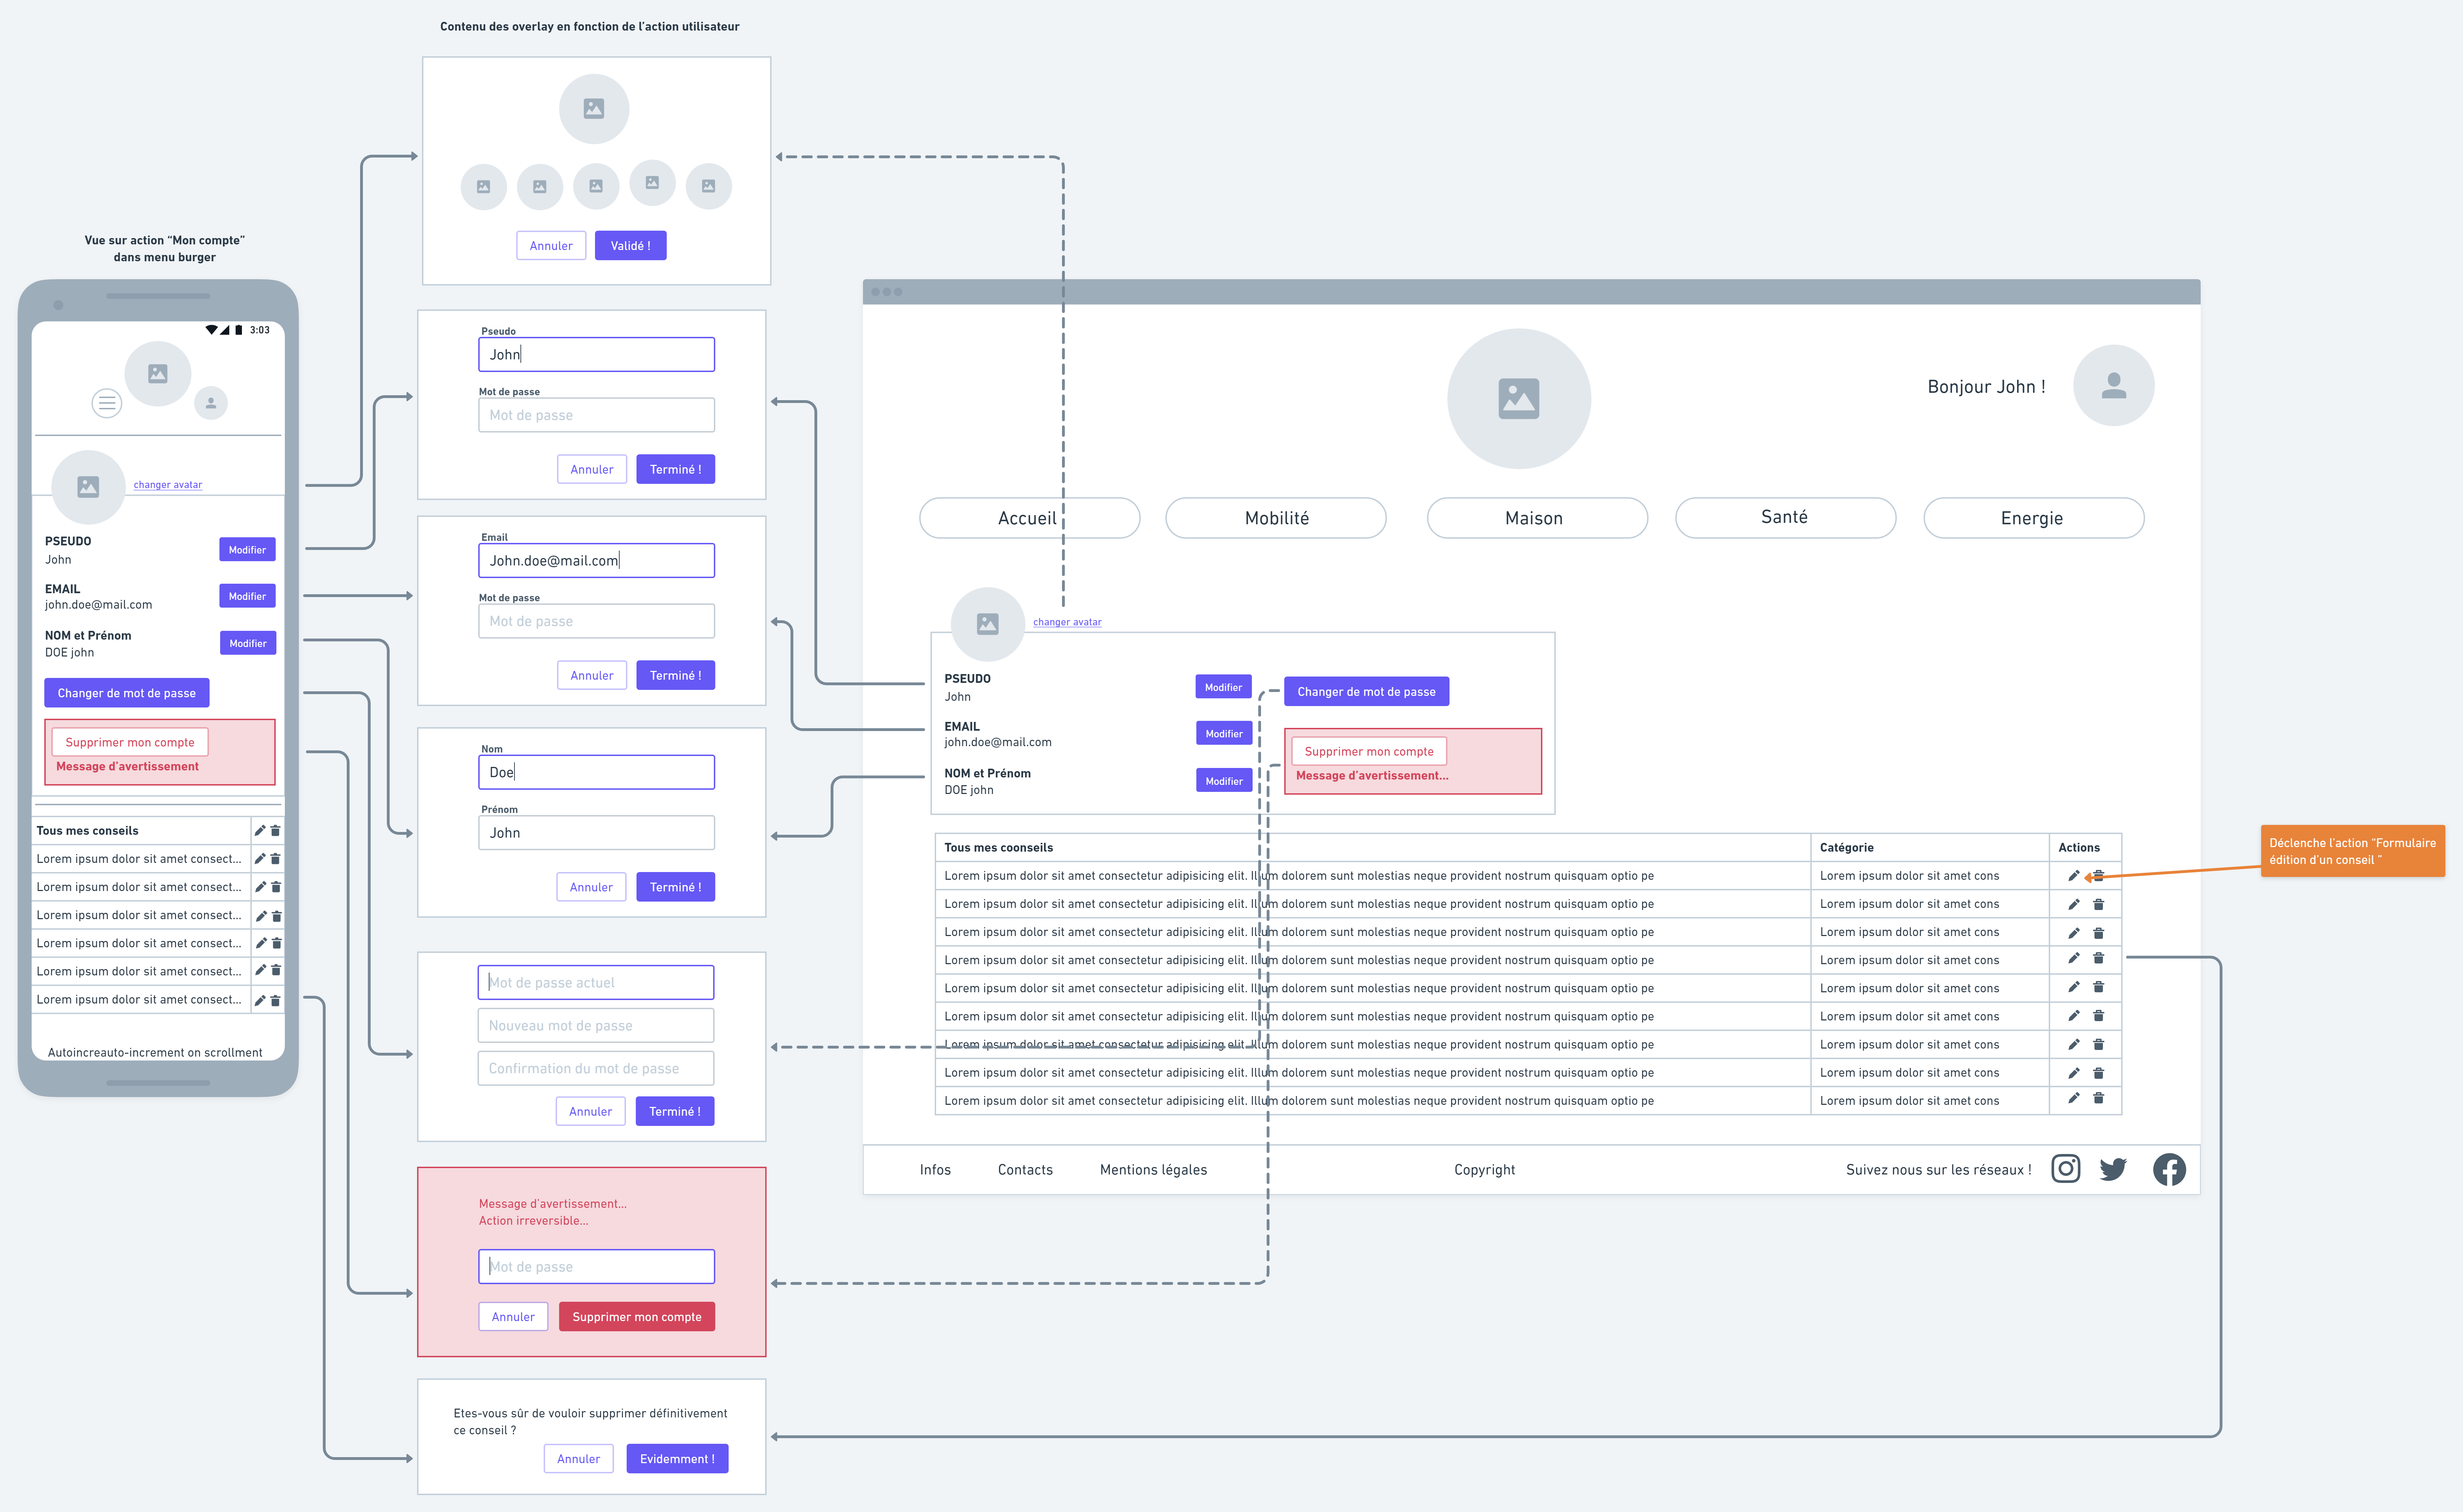 Contenu des overlay en fonction de l'action utilisateur
Annuler
Validé !
Vue sur action “Mon compte”
dans menu burger
3:03
changer avatar
PSEUDO
John
Modifier
EMAIL
john.doe@mail.com
Modifier
NOM et Prénom
DOE john
Modifier
Changer de mot de passe
Supprimer mon compte
Message d'avertissement
Tous mes conseils
Lorem ipsum dolor sit amet consect...
Lorem ipsum dolor sit amet consect...
Lorem ipsum dolor sit amet consect...
Lorem ipsum dolor sit amet consect...
Lorem ipsum dolor sit amet consect...
Lorem ipsum dolor sit amet consect...
Autoincreauto-increment on scrollment
Pseudo
John
Mot de passe
Mot de passe
Annuler
Terminé !
Email
John.doe@mail.com
Mot de passe
Mot de passe
Annuler
Terminé !
Nom
Doe
Prénom
John
Annuler
Terminé !
Mot de passe actuel
Nouveau mot de passe
Confirmation du mot de passe
Annuler
Terminé !
Message d'avertissement...
Action irreversible...
Mot de passe
Annuler
Supprimer mon compte
Etes-vous sûr de vouloir supprimer définitivement
ce conseil ?
Annuler
Evidemment !
Bonjour John !
Accueil
Mobilité
Maison
Santé
Energie
changer avatar
PSEUDO
John
Modifier
Changer de mot de passe
EMAIL
john.doe@mail.com
Modifier
Supprimer mon compte
Message d'avertissement...
NOM et Prénom
DOE john
Modifier
Tous mes coonseils Catégorie Actions
Lorem ipsum dolor sit amet consectetur adipisicing elit. Illum dolorem sunt molestias neque provident nostrum quisquam optio pe Lorem ipsum dolor sit amet cons
Lorem ipsum dolor sit amet consectetur adipisicing elit. Illum dolorem sunt molestias neque provident nostrum quisquam optio pe Lorem ipsum dolor sit amet cons
Lorem ipsum dolor sit amet consectetur adipisicing elit. Illum dolorem sunt molestias neque provident nostrum quisquam optio pe Lorem ipsum dolor sit amet cons
Lorem ipsum dolor sit amet consectetur adipisicing elit. Illum dolorem sunt molestias neque provident nostrum quisquam optio pe Lorem ipsum dolor sit amet cons
Lorem ipsum dolor sit amet consectetur adipisicing elit. Illum dolorem sunt molestias neque provident nostrum quisquam optio pe Lorem ipsum dolor sit amet cons
Lorem ipsum dolor sit amet consectetur adipisicing elit. Illum dolorem sunt molestias neque provident nostrum quisquam optio pe Lorem ipsum dolor sit amet cons
Lorem ipsum dolor sit amet consectetur adipisicing elit. Illum dolorem sunt molestias neque provident nostrum quisquam optio pe Lorem ipsum dolor sit amet cons
Lorem ipsum dolor sit amet consectetur adipisicing elit. Illum dolorem sunt molestias neque provident nostrum quisquam optio pe Lorem ipsum dolor sit amet cons
Lorem ipsum dolor sit amet consectetur adipisicing elit. Illum dolorem sunt molestias neque provident nostrum quisquam optio pe Lorem ipsum dolor sit amet cons
Déclenche l'action “Formulaire
édition d'un conseil ”
Infos Contacts Mentions légales Copyright Suivez nous sur les réseaux !